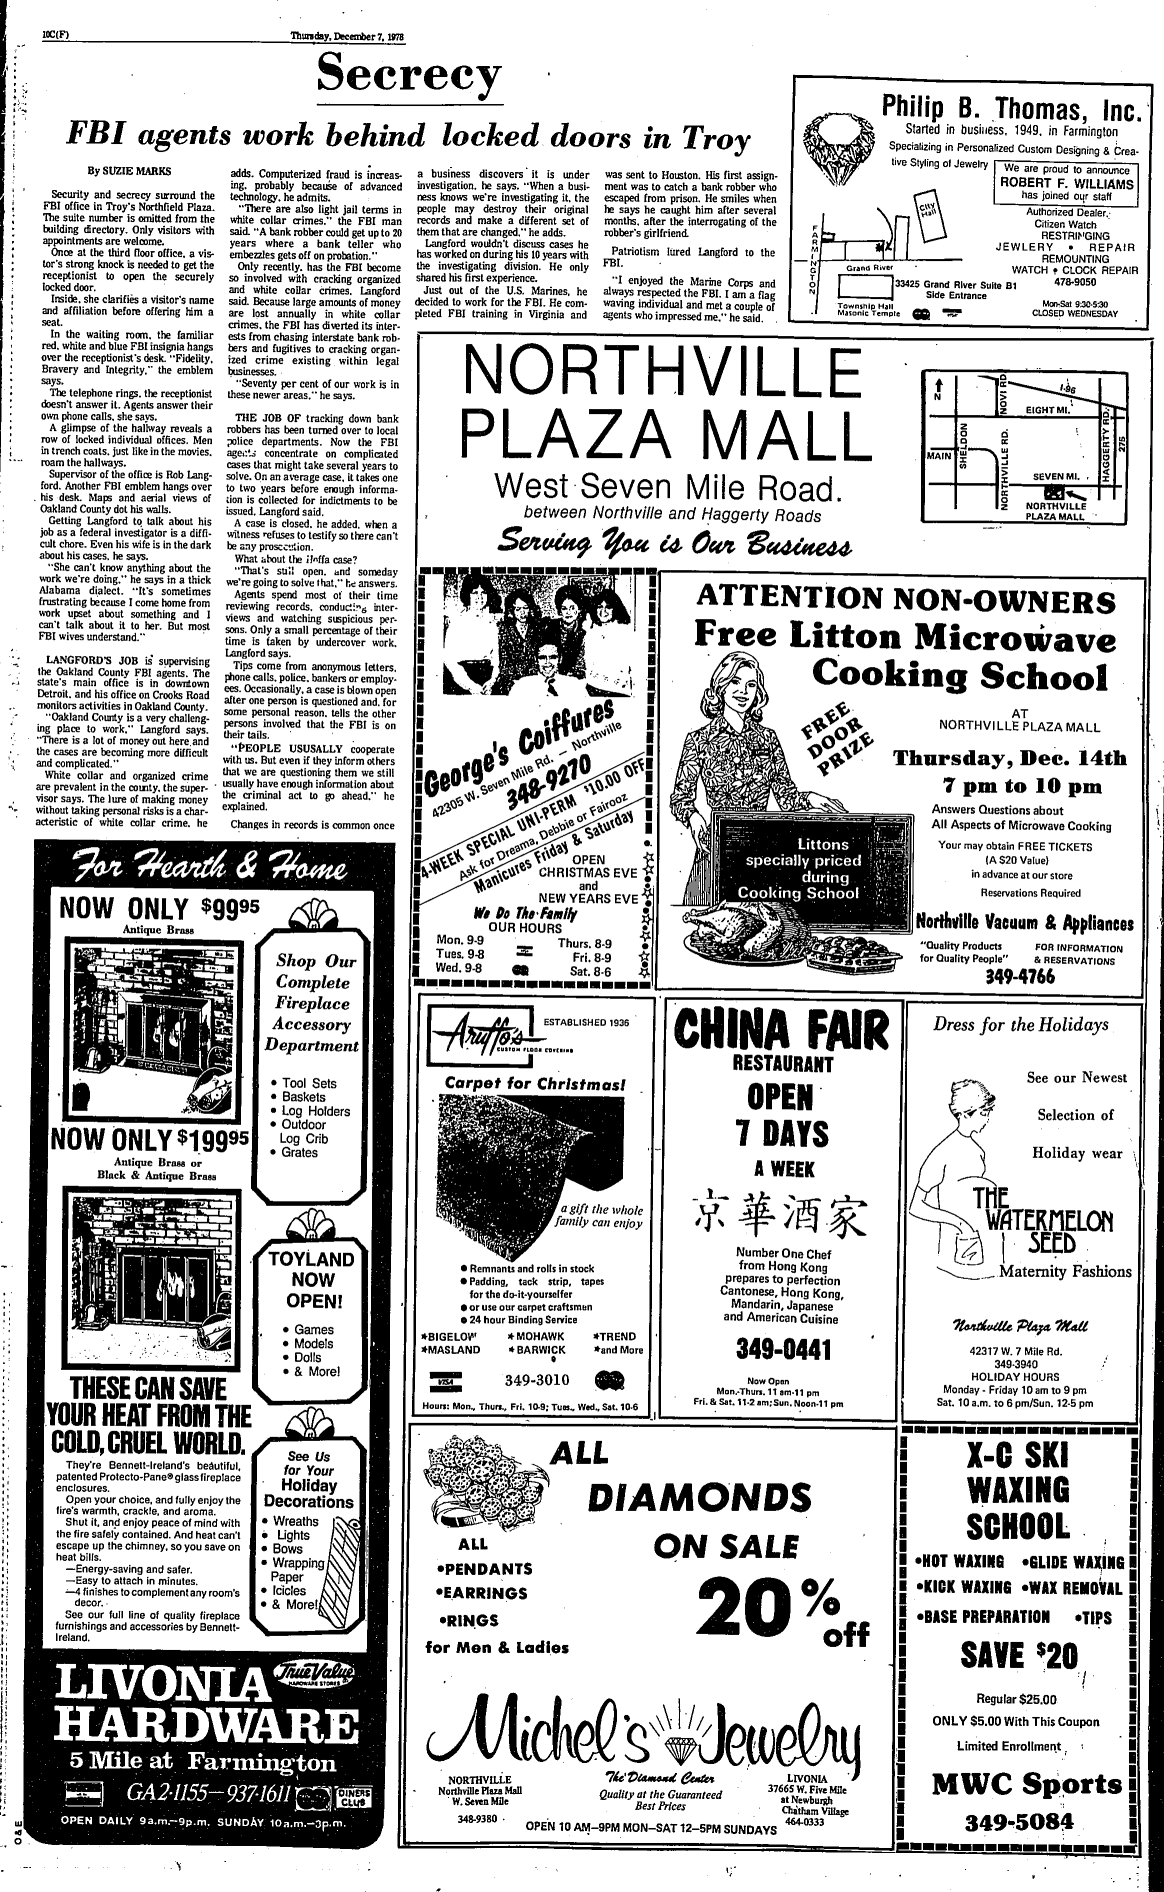 10C(F)
Thursday, December 7, 1978
Secrecy
FBI agents work behind locked doors in Troy
By SUZIE MARKS
Security and secrecy surround the
FBI office in Troy's Northfield Plaza.
The suite number is omitted from the
building directory. Only visitors with
appointments are welcome.
Once at the third floor office, a vis-
itor's strong knock is needed to get the
receptionist to open the securely
locked door.
Inside, she clarifies a visitor's name
and affiliation before offering him a
seat.
In the waiting room, the familiar
red, white and blue FBI insignia hangs
over the receptionist's desk. "Fidelity,
Bravery and Integrity," the emblem
says.
The telephone rings, the receptionist
doesn't answer it. Agents answer their
own phone calls, she says.
A glimpse of the hallway reveals a
row of locked individual offices. Men
in trench coats, just like in the movies,
roam the hallways.
Supervisor of the office is Rob Lang-
ford. Another FBI emblem hangs over
his desk. Maps and aerial views of
Oakland County dot his walls.
Getting Langford to talk about his
job as a federal investigator is a diffi-
cult chore. Even his wife is in the dark
about his cases, he says.
"She can't know anything about the
work we're doing," he says in a thick
Alabama dialect. "It's sometimes
frustrating because I come home from
work upset about something and I
can't talk about it to her. But most
FBI wives understand."
LANGFORD'S JOB is supervising
the Oakland County FBI agents. The
state's main office is in downtown
Detroit, and his office on Crooks Road
monitors activities in Oakland County.
"Oakland County is a very challeng-
ing place to work," Langford says.
"There is a lot of money out here and
the cases are becoming more difficult
and complicated."
White collar and organized crime
are prevalent in the county, the super-
visor says. The lure of making money
without taking personal risks is a char-
acteristic of white collar crime, he
adds. Computerized fraud is increas-
ing, probably because of advanced
technology, he admits.
"There are also light jail terms in
white collar crimes," the FBI man
said. "A bank robber could get up to 20
years where a bank teller who
embezzles gets off on probation."
Only recently, has the FBI become
so involved with cracking organized
and white collar crimes, Langford
said. Because large amounts of money
are lost annually in white collar
crimes, the FBI has diverted its inter-
ests from chasing interstate bank rob-
bers and fugitives to cracking organ-
ized crime existing within legal
businesses.
"Seventy per cent of our work is in
these newer areas," he says.
THE JOB OF tracking down bank
robbers has been turned over to local
police departments. Now the FBI
agents concentrate on complicated
cases that might take several years to
solve. On an average case, it takes one
to two years before enough informa-
tion is collected for indictments to be
issued, Langford said.
A case is closed, he added, when a
witness refuses to testify so there can't
be any prosecution.
What about the Hoffa case?
"That's still open, and someday
we're going to solve that," he answers.
Agents spend most of their time
reviewing records, conducting inter-
views and watching suspicious per-
sons. Only a small percentage of their
time is taken by undercover work,
Langford says.
Tips come from anonymous letters,
phone calls, police, bankers or employ-
ees. Occasionally, a case is blown open
after one person is questioned and, for
some personal reason, tells the other
persons involved that the FBI is on
their tails.
"PEOPLE USUSALLY cooperate
with us. But even if they inform others
that we are questioning them we still
usually have enough information about
the criminal act to go ahead," he
explained.
Changes in records is common once
a business discovers it is under
investigation, he says. "When a busi-
ness knows we're investigating it, the
people may destroy their original
records and make a different set of
them that are changed," he adds.
Langford wouldn't discuss cases he
has worked on during his 10 years with
the investigating division. He only
shared his first experience.
Just out of the U.S. Marines, he
decided to work for the FBI. He com-
pleted FBI training in Virginia and
was sent to Houston. His first assign-
ment was to catch a bank robber who
escaped from prison. He smiles when
he says he caught him after several
months, after the interrogating of the
robber's girlfriend.
Patriotism lured Langford to the
FBI.
"I enjoyed the Marine Corps and
always respected the FBI. I am a flag
waving individual and met a couple of
agents who impressed me," he said.
Philip B. Thomas, Inc.
Started in business, 1949, in Farmington
Specializing in Personalized Custom Designing & Crea-
tive Styling of Jewelry
We are proud to announce
ROBERT F. WILLIAMS
has joined our staff
Authorized Dealer,
Citizen Watch
RESTRINGING
JEWLERY • REPAIR
REMOUNTING
WATCH • CLOCK REPAIR
478-9050
Mon-Sat 9:30-5:30
CLOSED WEDNESDAY
City Hall
FARMINGTON
Grand River
33425 Grand River Suite B1
Side Entrance
Township Hall
Masonic Temple
NORTHVILLE
PLAZA MALL
West Seven Mile Road.
between Northville and Haggerty Roads
Serving You is Our Business
N
NOVI RD
I-96
EIGHT MI.
MAIN
SHELDON
NORTHVILLE RD.
HAGGERTY RD.
275
SEVEN MI.
NORTHVILLE
PLAZA MALL
George's Coiffures
42305 W. Seven Mile Rd. — Northville
348-9270
4-WEEK SPECIAL UNI-PERM $10.00 OFF
Ask for Dreama, Debbie or Fairooz
Manicures Friday & Saturday
OPEN
CHRISTMAS EVE
and
NEW YEARS EVE
We Do The Family
OUR HOURS
Mon. 9-9
Tues. 9-8
Wed. 9-8
Thurs. 8-9
Fri. 8-9
Sat. 8-6
ATTENTION NON-OWNERS
Free Litton Microwave
Cooking School
FREE
DOOR
PRIZE
AT
NORTHVILLE PLAZA MALL
Thursday, Dec. 14th
7 pm to 10 pm
Answers Questions about
All Aspects of Microwave Cooking
Your may obtain FREE TICKETS
(A $20 Value)
in advance at our store
Reservations Required
Littons
specially priced
during
Cooking School
Northville Vacuum & Appliances
"Quality Products
for Quality People"
FOR INFORMATION
& RESERVATIONS
349-4766
For Hearth & Home
NOW ONLY $9995
Antique Brass
NOW ONLY $19995
Antique Brass or
Black & Antique Brass
THESE CAN SAVE
YOUR HEAT FROM THE
COLD, CRUEL WORLD.
They're Bennett-Ireland's beautiful,
patented Protecto-Pane® glass fireplace
enclosures.
Open your choice, and fully enjoy the
fire's warmth, crackle, and aroma.
Shut it, and enjoy peace of mind with
the fire safely contained. And heat can't
escape up the chimney, so you save on
heat bills.
—Energy-saving and safer.
—Easy to attach in minutes.
—4 finishes to complement any room's
decor.
See our full line of quality fireplace
furnishings and accessories by Bennett-
Ireland.
Shop Our
Complete
Fireplace
Accessory
Department
• Tool Sets
• Baskets
• Log Holders
• Outdoor
Log Crib
• Grates
TOYLAND
NOW
OPEN!
• Games
• Models
• Dolls
• & More!
See Us
for Your
Holiday
Decorations
• Wreaths
• Lights
• Bows
• Wrapping
Paper
• Icicles
• & More!
LIVONIA
True Value
HARDWARE STORES
HARDWARE
5 Mile at Farmington
GA2-1155—937-1611
DINERS
CLUB
OPEN DAILY 9a.m.—9p.m. SUNDAY 10a.m.—3p.m.
O&E
Aruffo's
CUSTOM FLOOR COVERING
ESTABLISHED 1936
Carpet for Christmas!
a gift the whole
family can enjoy
• Remnants and rolls in stock
• Padding, tack strip, tapes
for the do-it-yourselfer
• or use our carpet craftsmen
• 24 hour Binding Service
*BIGELOW *MOHAWK *TREND
*MASLAND *BARWICK *and More
VISA
349-3010
Hours: Mon., Thurs., Fri. 10-9; Tues., Wed., Sat. 10-6
CHINA FAIR
RESTAURANT
OPEN
7 DAYS
A WEEK
京華酒家
Number One Chef
from Hong Kong
prepares to perfection
Cantonese, Hong Kong,
Mandarin, Japanese
and American Cuisine
349-0441
Now Open
Mon.-Thurs. 11 am-11 pm
Fri. & Sat. 11-2 am; Sun. Noon-11 pm
Dress for the Holidays
See our Newest
Selection of
Holiday wear
THE
WATERMELON
SEED
Maternity Fashions
Northville Plaza Mall
42317 W. 7 Mile Rd.
349-3940
HOLIDAY HOURS
Monday - Friday 10 am to 9 pm
Sat. 10 a.m. to 6 pm/Sun. 12-5 pm
ALL
DIAMONDS
ON SALE
20% off
ALL
•PENDANTS
•EARRINGS
•RINGS
for Men & Ladies
Michel's Jewelry
NORTHVILLE
Northville Plaza Mall
W. Seven Mile
348-9380
The Diamond Center
Quality at the Guaranteed
Best Prices
LIVONIA
37665 W. Five Mile
at Newburgh
Chatham Village
464-0333
OPEN 10 AM—9PM MON—SAT 12—5PM SUNDAYS
X-C SKI
WAXING
SCHOOL
•HOT WAXING •GLIDE WAXING
•KICK WAXING •WAX REMOVAL
•BASE PREPARATION •TIPS
SAVE $20
Regular $25.00
ONLY $5.00 With This Coupon
Limited Enrollment
MWC Sports
349-5084